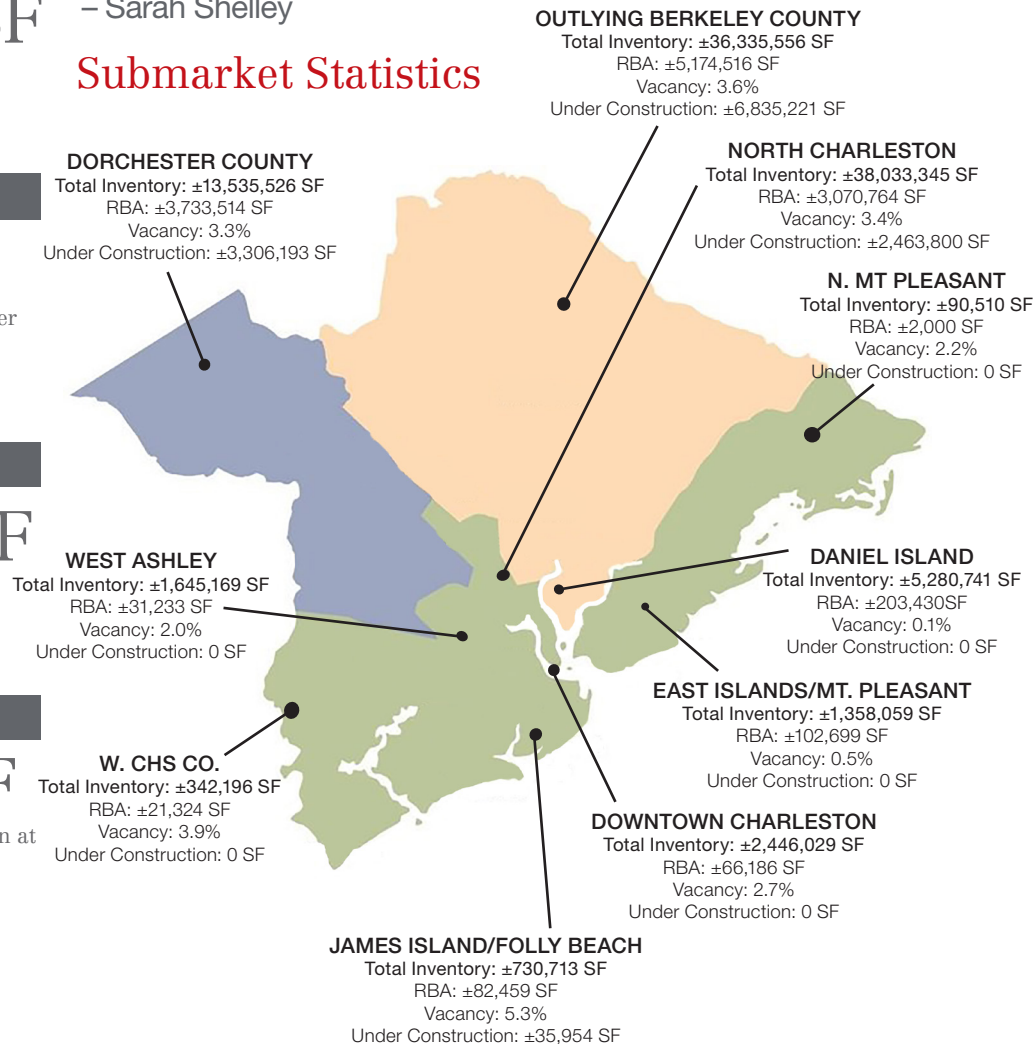 SF
– Sarah Shelley
Submarket Statistics
er
F
F
n at
OUTLYING BERKELEY COUNTY
Total Inventory: ±36,335,556 SF
RBA: ±5,174,516 SF
Vacancy: 3.6%
Under Construction: ±6,835,221 SF
DORCHESTER COUNTY
Total Inventory: ±13,535,526 SF
RBA: ±3,733,514 SF
Vacancy: 3.3%
Under Construction: ±3,306,193 SF
NORTH CHARLESTON
Total Inventory: ±38,033,345 SF
RBA: ±3,070,764 SF
Vacancy: 3.4%
Under Construction: ±2,463,800 SF
N. MT PLEASANT
Total Inventory: ±90,510 SF
RBA: ±2,000 SF
Vacancy: 2.2%
Under Construction: 0 SF
WEST ASHLEY
Total Inventory: ±1,645,169 SF
RBA: ±31,233 SF
Vacancy: 2.0%
Under Construction: 0 SF
DANIEL ISLAND
Total Inventory: ±5,280,741 SF
RBA: ±203,430SF
Vacancy: 0.1%
Under Construction: 0 SF
EAST ISLANDS/MT. PLEASANT
Total Inventory: ±1,358,059 SF
RBA: ±102,699 SF
Vacancy: 0.5%
Under Construction: 0 SF
W. CHS CO.
Total Inventory: ±342,196 SF
RBA: ±21,324 SF
Vacancy: 3.9%
Under Construction: 0 SF
DOWNTOWN CHARLESTON
Total Inventory: ±2,446,029 SF
RBA: ±66,186 SF
Vacancy: 2.7%
Under Construction: 0 SF
JAMES ISLAND/FOLLY BEACH
Total Inventory: ±730,713 SF
RBA: ±82,459 SF
Vacancy: 5.3%
Under Construction: ±35,954 SF